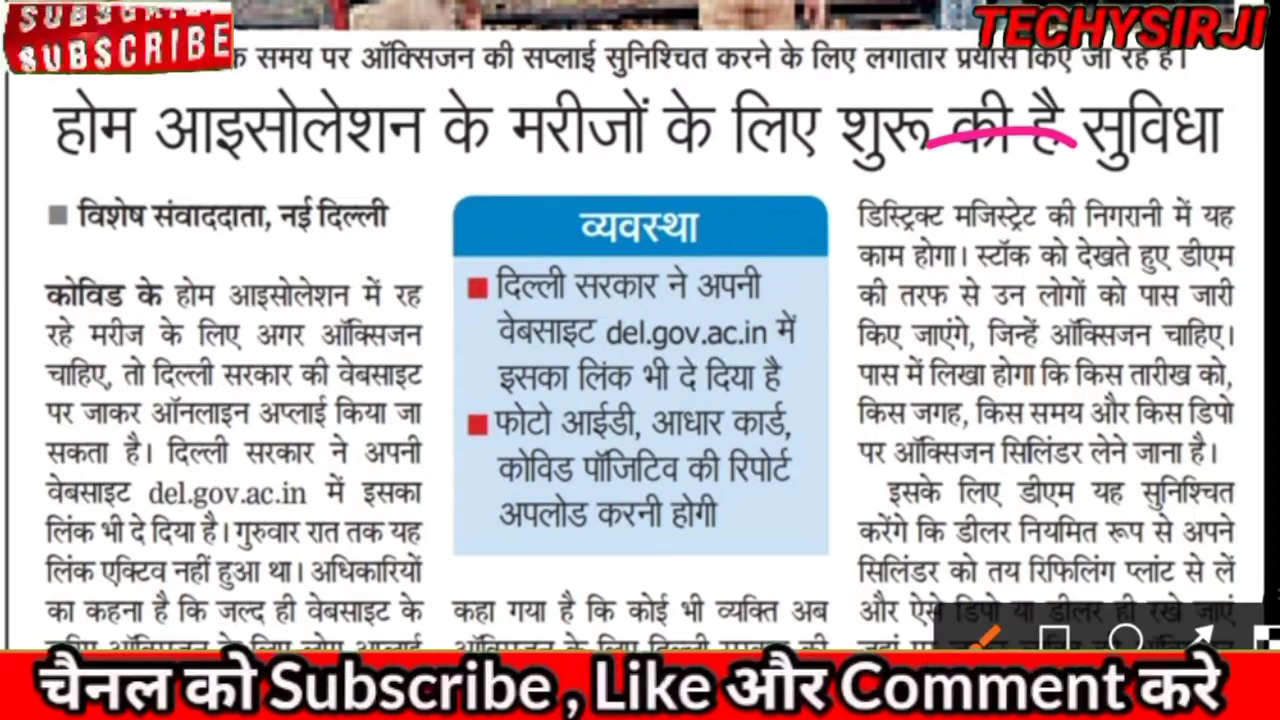 SUBSCRIBE
SUBSCRIBE
TECHYSIRJI
के समय पर ऑक्सिजन की सप्लाई सुनिश्चित करने के लिए लगातार प्रयास किए जा रहे हैं।
होम आइसोलेशन के मरीजों के लिए शुरू की है सुविधा
विशेष संवाददाता, नई दिल्ली
कोविड के होम आइसोलेशन में रह
रहे मरीज के लिए अगर ऑक्सिजन
चाहिए, तो दिल्ली सरकार की वेबसाइट
पर जाकर ऑनलाइन अप्लाई किया जा
सकता है। दिल्ली सरकार ने अपनी
वेबसाइट del.gov.ac.in में इसका
लिंक भी दे दिया है। गुरुवार रात तक यह
लिंक एक्टिव नहीं हुआ था। अधिकारियों
का कहना है कि जल्द ही वेबसाइट के
व्यवस्था
दिल्ली सरकार ने अपनी
वेबसाइट del.gov.ac.in में
इसका लिंक भी दे दिया है
फोटो आईडी, आधार कार्ड,
कोविड पॉजिटिव की रिपोर्ट
अपलोड करनी होगी
कहा गया है कि कोई भी व्यक्ति अब
डिस्ट्रिक्ट मजिस्ट्रेट की निगरानी में यह
काम होगा। स्टॉक को देखते हुए डीएम
की तरफ से उन लोगों को पास जारी
किए जाएंगे, जिन्हें ऑक्सिजन चाहिए।
पास में लिखा होगा कि किस तारीख को,
किस जगह, किस समय और किस डिपो
पर ऑक्सिजन सिलिंडर लेने जाना है।
इसके लिए डीएम यह सुनिश्चित
करेंगे कि डीलर नियमित रूप से अपने
सिलिंडर को तय रिफिलिंग प्लांट से लें
और ऐसे डिपो या डीलर ही रखे जाएं
चैनल को Subscribe , Like और Comment करे